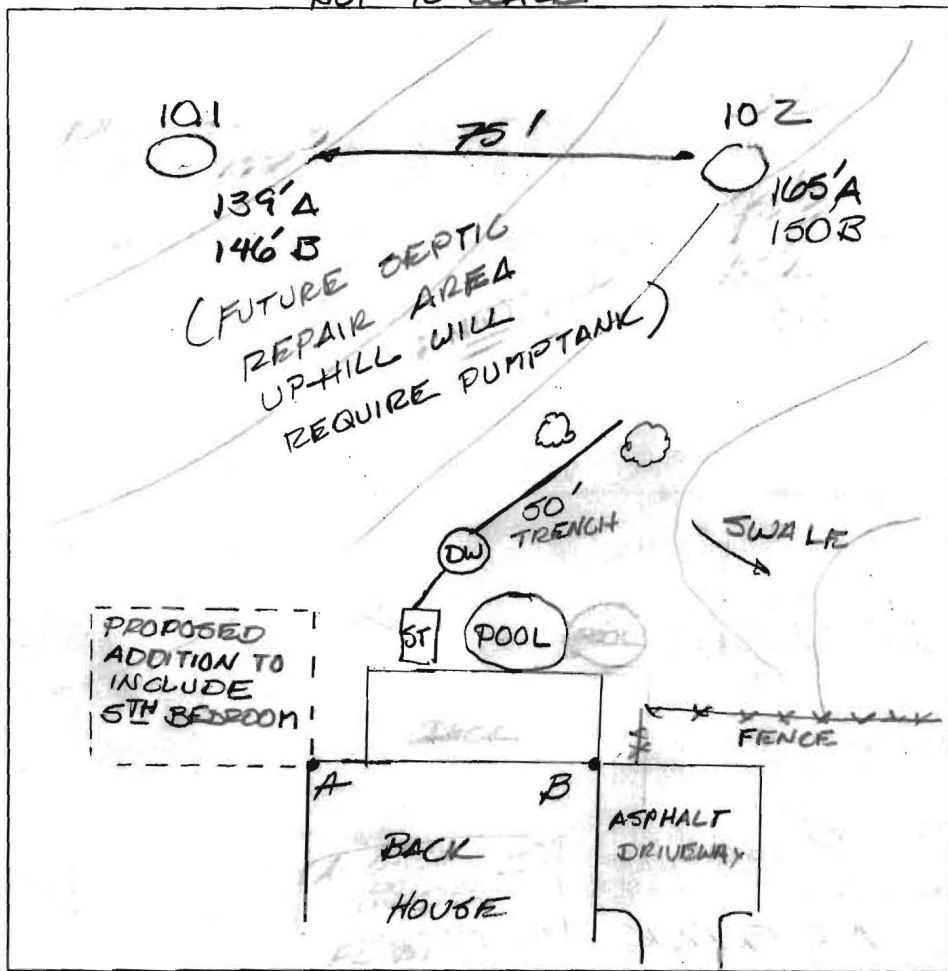 NOT TO SCALE
101
75'
102
139' A
146' B
165' A
150 B
(FUTURE SEPTIC
REPAIR AREA
UP-HILL WILL
REQUIRE PUMPTANK)
50'
TRENCH
SWALE
DW
ST
POOL
POOL
PROPOSED
ADDITION TO
INCLUDE
5TH BEDROOM
DECK
FENCE
A
B
ASPHALT
DRIVEWAY
BACK
HOUSE